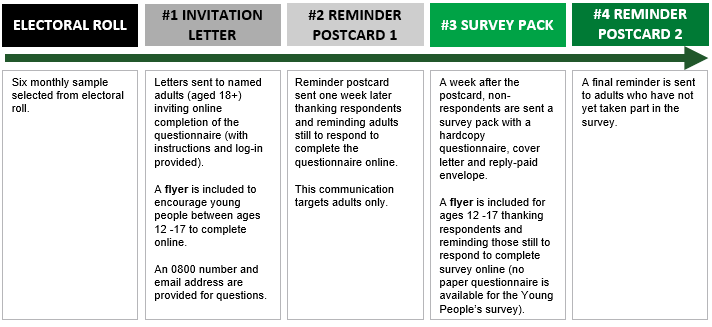 ELECTORAL ROLL
#1 INVITATION
LETTER
#2 REMINDER
POSTCARD 1
#3 SURVEY PACK
#4 REMINDER
POSTCARD 2
Six monthly sample
selected from electoral
roll.
Letters sent to named
adults (aged 18+)
inviting online
completion of the
questionnaire (with
instructions and log-in
provided).
A flyer is included to
encourage young
people between ages
12 -17 to complete
online.
An 0800 number and
email address are
provided for questions.
Reminder postcard
sent one week later
thanking respondents
and reminding adults
still to respond to
complete the
questionnaire online.
This communication
targets adults only.
A week after the
postcard, non-
respondents are sent a
survey pack with a
hardcopy
questionnaire, cover
letter and reply-paid
envelope.
A flyer is included for
ages 12 -17 thanking
respondents and
reminding those still to
respond to complete
survey online (no
paper questionnaire is
available for the Young
People's survey).
A final reminder is sent
to adults who have not
yet taken part in the
survey.